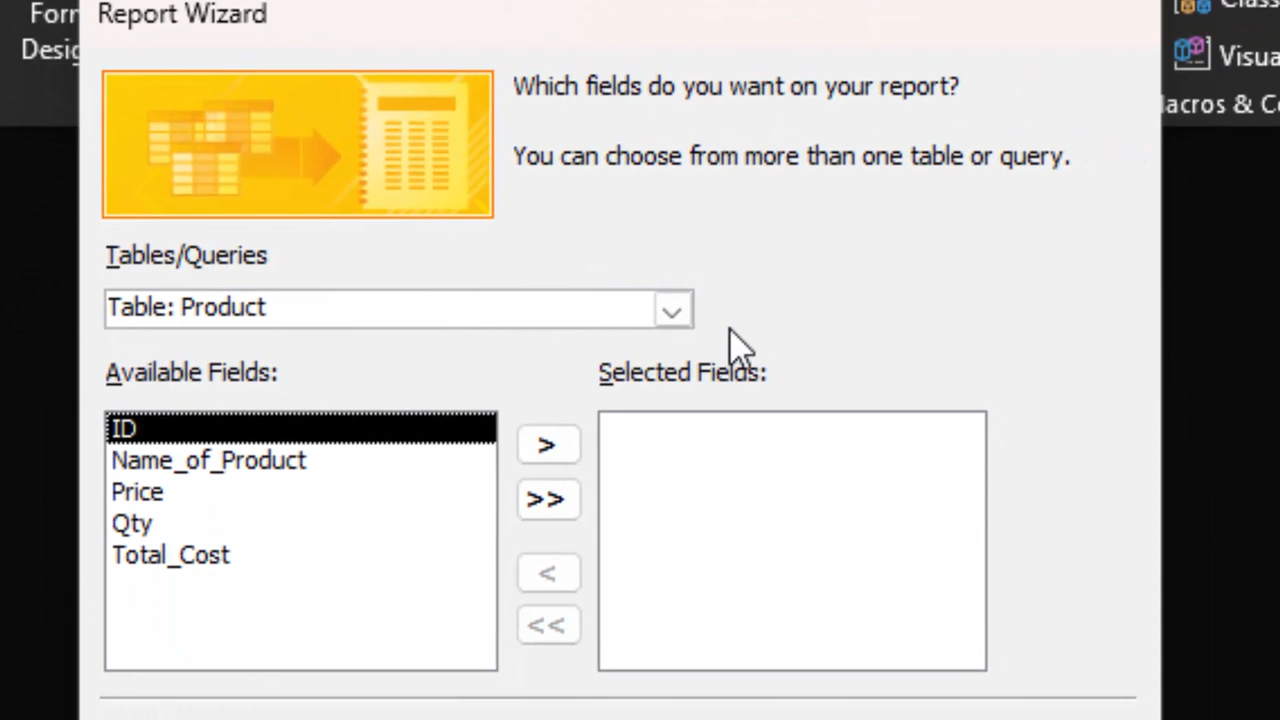 Report Wizard
Which fields do you want on your report?
You can choose from more than one table or query.
Tables/Queries
Table: Product
Available Fields:
Selected Fields:
ID
Name_of_Product
Price
Qty
Total_Cost
>
>>
<
<<